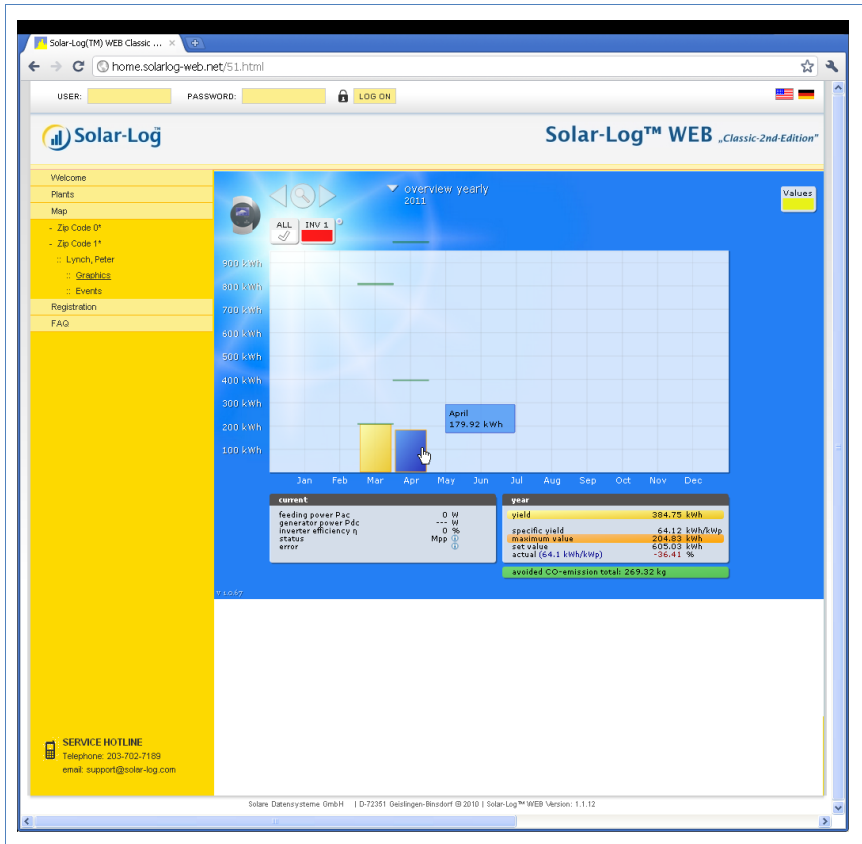 Solar-Log(TM) WEB Classic ...
home.solarlog-web.net/51.html
USER: PASSWORD: LOG ON
Solar-Log™
Solar-Log™ WEB „Classic-2nd-Edition"
Welcome
Plants
Map
- Zip Code 0*
- Zip Code 1*
:: Lynch, Peter
:: Graphics
:: Events
Registration
FAQ
overview yearly
2011
Values
ALL INV 1
900 kWh
800 kWh
700 kWh
600 kWh
500 kWh
400 kWh
300 kWh
200 kWh
100 kWh
April
179.92 kWh
Jan Feb Mar Apr May Jun Jul Aug Sep Oct Nov Dec
current
feeding power Pac 0 W
generator power Pdc --- W
inverter efficiency η 0 %
status Mpp
error
year
yield 384.75 kWh
specific yield 64.12 kWh/kWp
maximum value 204.83 kWh
set value 605.03 kWh
actual (64.1 kWh/kWp) -36.41 %
avoided CO-emission total: 269.32 kg
V 1.0.67
SERVICE HOTLINE
Telephone: 203-702-7189
email: support@solar-log.com
Solare Datensysteme GmbH | D-72351 Geislingen-Binsdorf © 2010 | Solar-Log™ WEB Version: 1.1.12